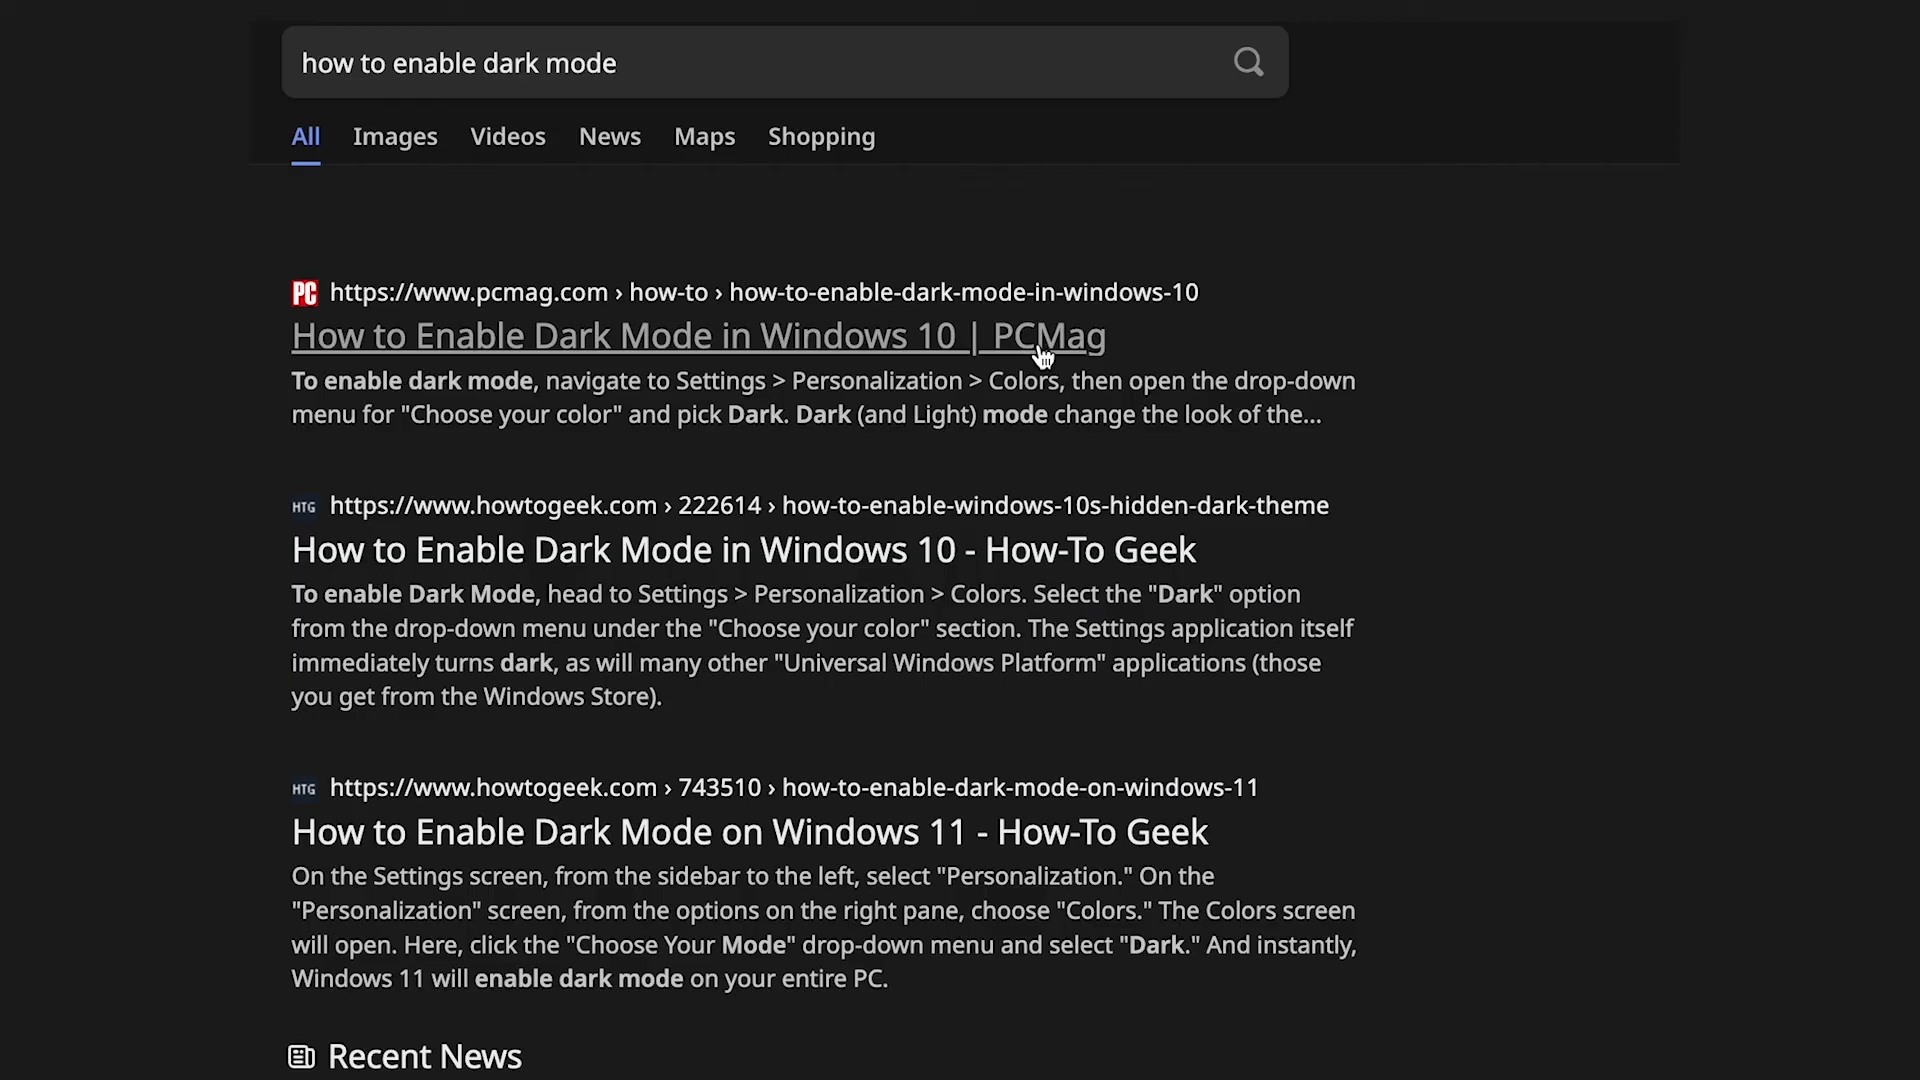 how to enable dark mode
All Images Videos News Maps Shopping
PC https://www.pcmag.com › how-to › how-to-enable-dark-mode-in-windows-10
How to Enable Dark Mode in Windows 10 | PCMag
To enable dark mode, navigate to Settings > Personalization > Colors, then open the drop-down
menu for "Choose your color" and pick Dark. Dark (and Light) mode change the look of the...
HTG https://www.howtogeek.com › 222614 › how-to-enable-windows-10s-hidden-dark-theme
How to Enable Dark Mode in Windows 10 - How-To Geek
To enable Dark Mode, head to Settings > Personalization > Colors. Select the "Dark" option
from the drop-down menu under the "Choose your color" section. The Settings application itself
immediately turns dark, as will many other "Universal Windows Platform" applications (those
you get from the Windows Store).
HTG https://www.howtogeek.com › 743510 › how-to-enable-dark-mode-on-windows-11
How to Enable Dark Mode on Windows 11 - How-To Geek
On the Settings screen, from the sidebar to the left, select "Personalization." On the
"Personalization" screen, from the options on the right pane, choose "Colors." The Colors screen
will open. Here, click the "Choose Your Mode" drop-down menu and select "Dark." And instantly,
Windows 11 will enable dark mode on your entire PC.
Recent News